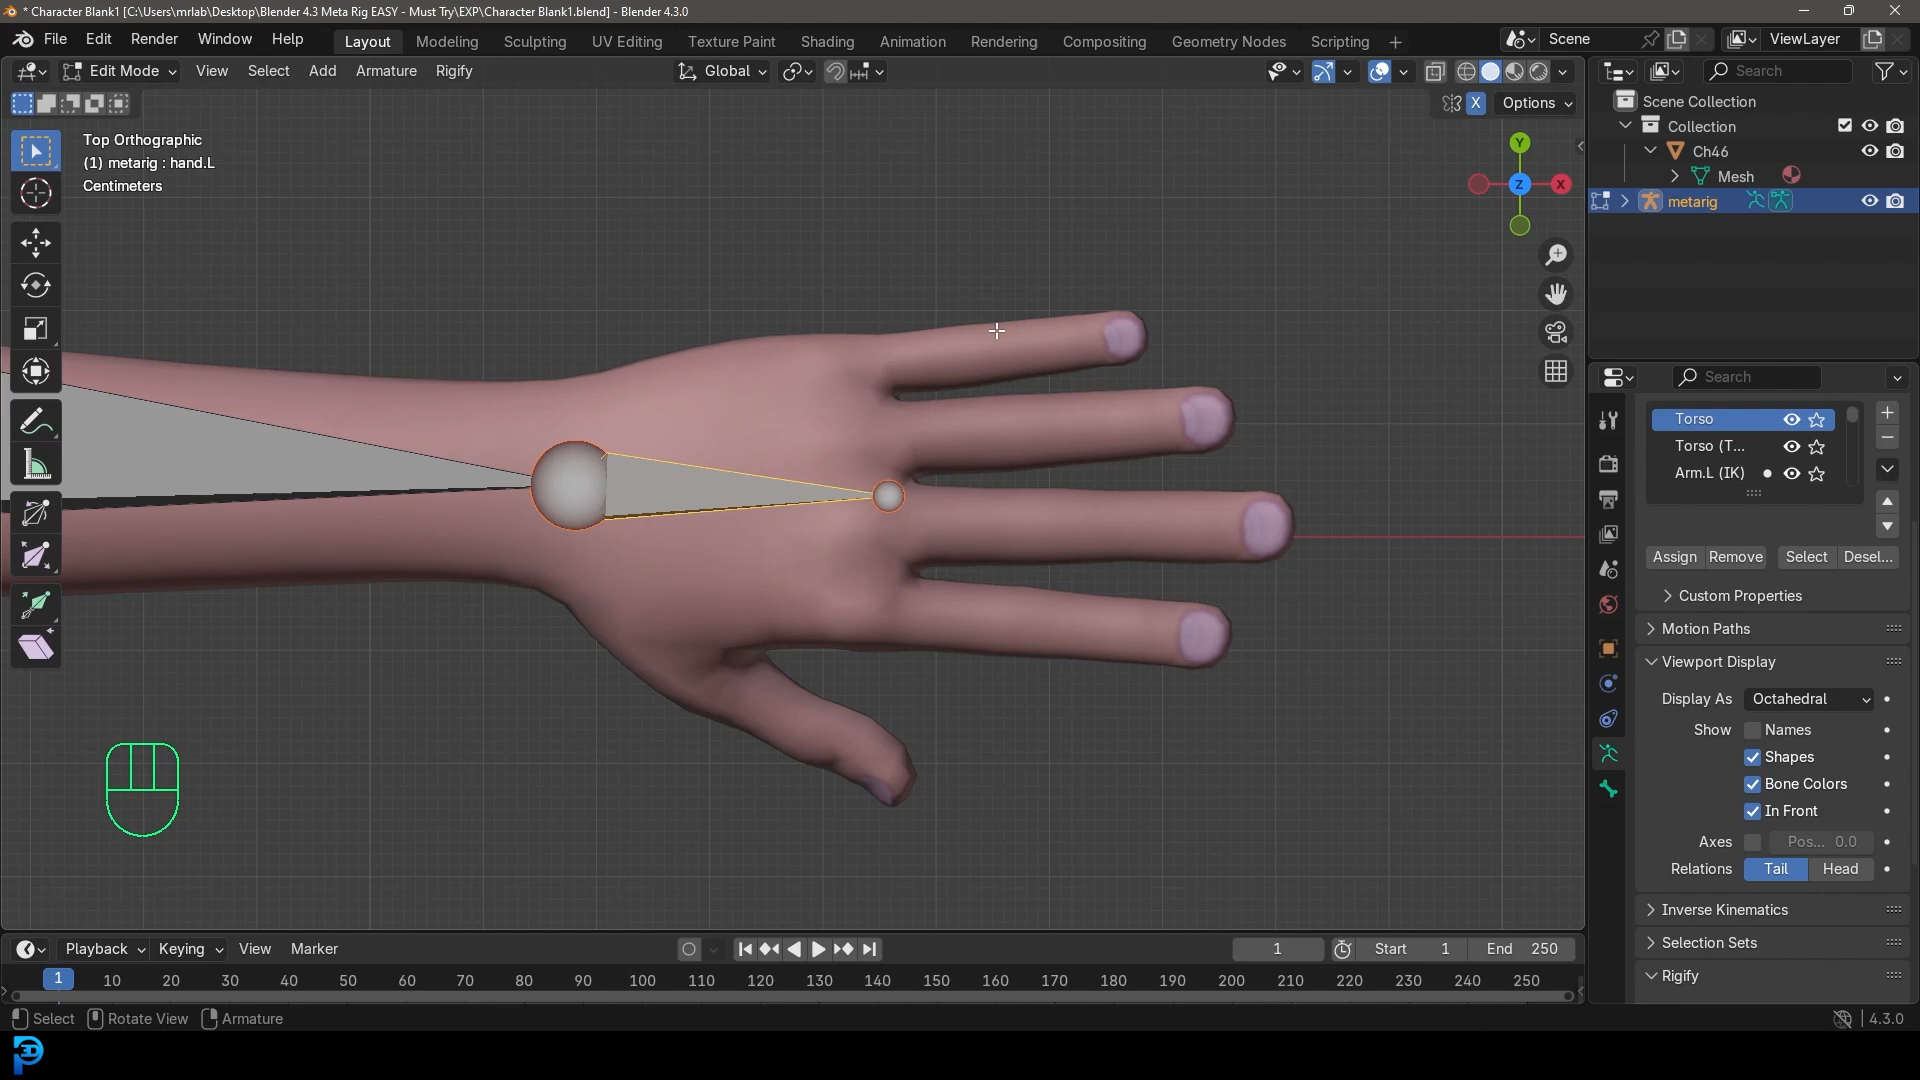 * Character Blank1 [C:\Users\mrlab\Desktop\Blender 4.3 Meta Rig EASY - Must Try\EXP\Character Blank1.blend] - Blender 4.3.0
File Edit Render Window Help Layout Modeling Sculpting UV Editing Texture Paint Shading Animation Rendering Compositing Geometry Nodes Scripting + Scene ViewLayer
Edit Mode View Select Add Armature Rigify Global Search
X Options
Scene Collection
Collection
Ch46
Mesh
metarig
Top Orthographic
(1) metarig : hand.L
Centimeters
Y
Z X
Search
Torso
Torso (T...
Arm.L (IK)
Assign Remove Select Desel...
Custom Properties
Motion Paths
Viewport Display
Display As Octahedral
Show Names
Shapes
Bone Colors
In Front
Axes Pos... 0.0
Relations Tail Head
Inverse Kinematics
Selection Sets
Rigify
Playback Keying View Marker 1 Start 1 End 250
1 10 20 30 40 50 60 70 80 90 100 110 120 130 140 150 160 170 180 190 200 210 220 230 240 250
Select Rotate View Armature 4.3.0